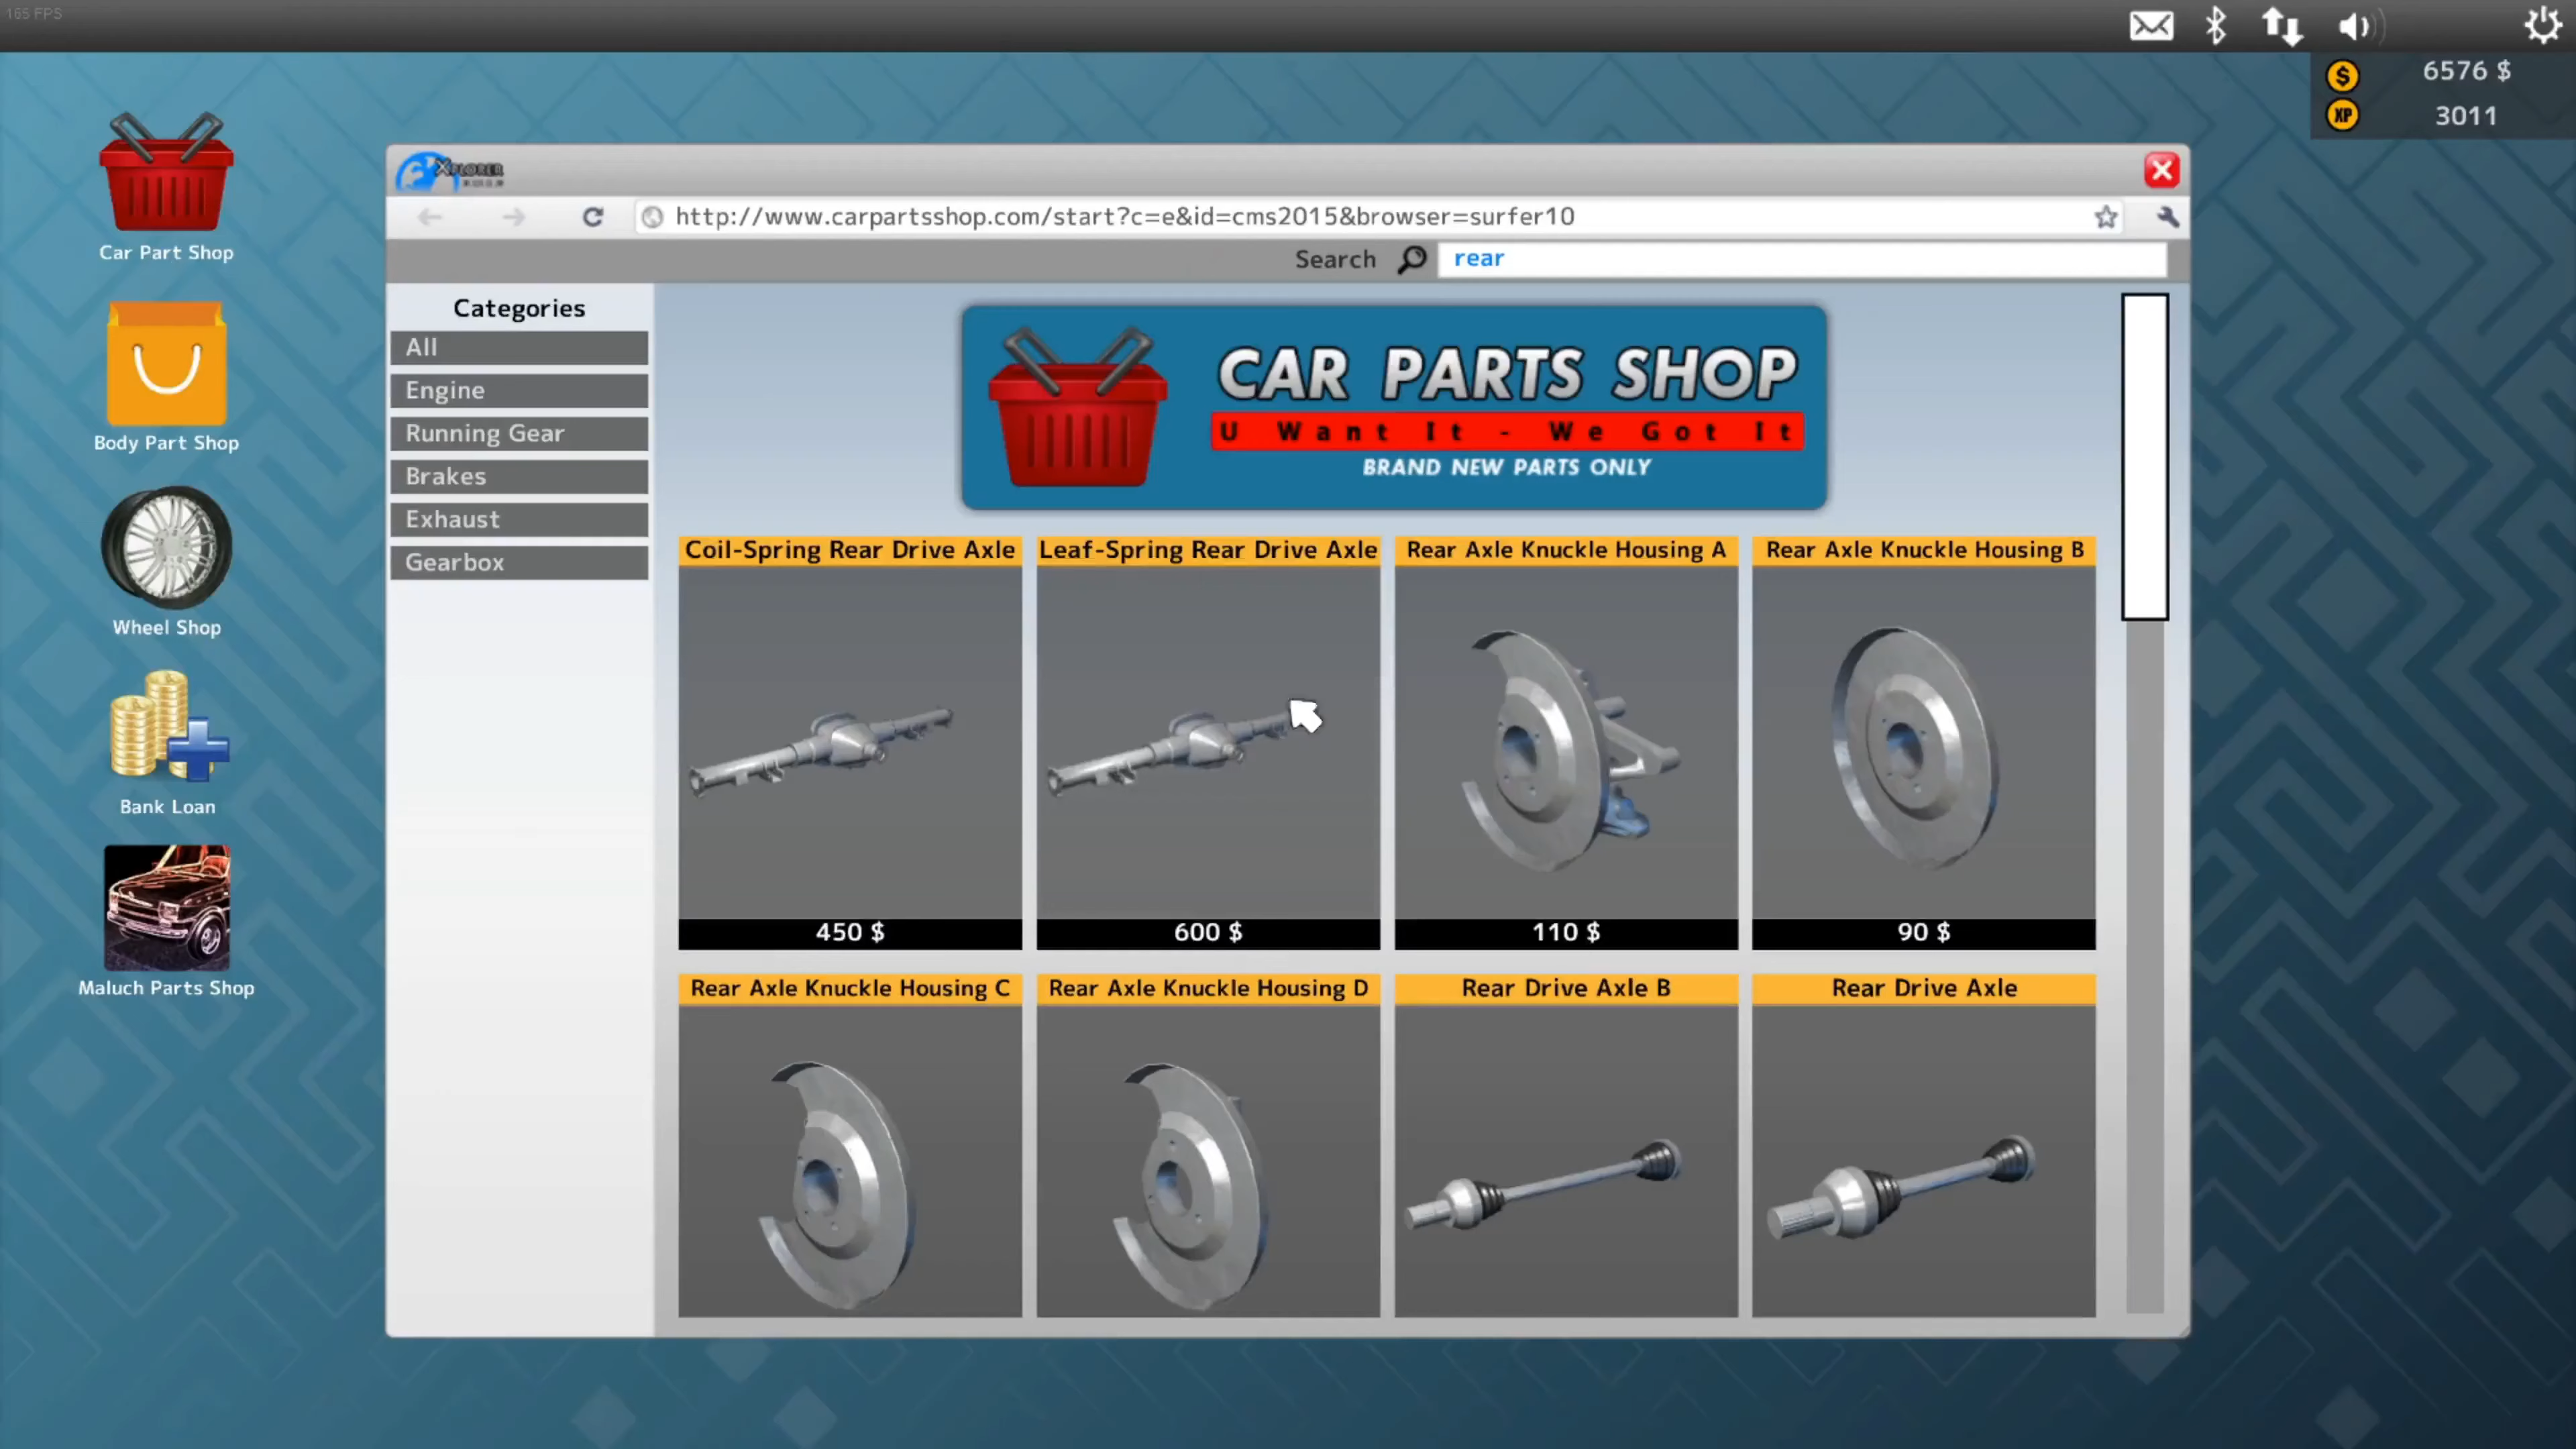 165 FPS
6576 $
XP 3011
Car Part Shop
Body Part Shop
Wheel Shop
Bank Loan
Maluch Parts Shop
XPLORER
http://www.carpartsshop.com/start?c=e&id=cms2015&browser=surfer10
Search rear
Categories
All
Engine
Running Gear
Brakes
Exhaust
Gearbox
CAR PARTS SHOP
U Want It - We Got It
BRAND NEW PARTS ONLY
Coil-Spring Rear Drive Axle
450 $
Leaf-Spring Rear Drive Axle
600 $
Rear Axle Knuckle Housing A
110 $
Rear Axle Knuckle Housing B
90 $
Rear Axle Knuckle Housing C
Rear Axle Knuckle Housing D
Rear Drive Axle B
Rear Drive Axle